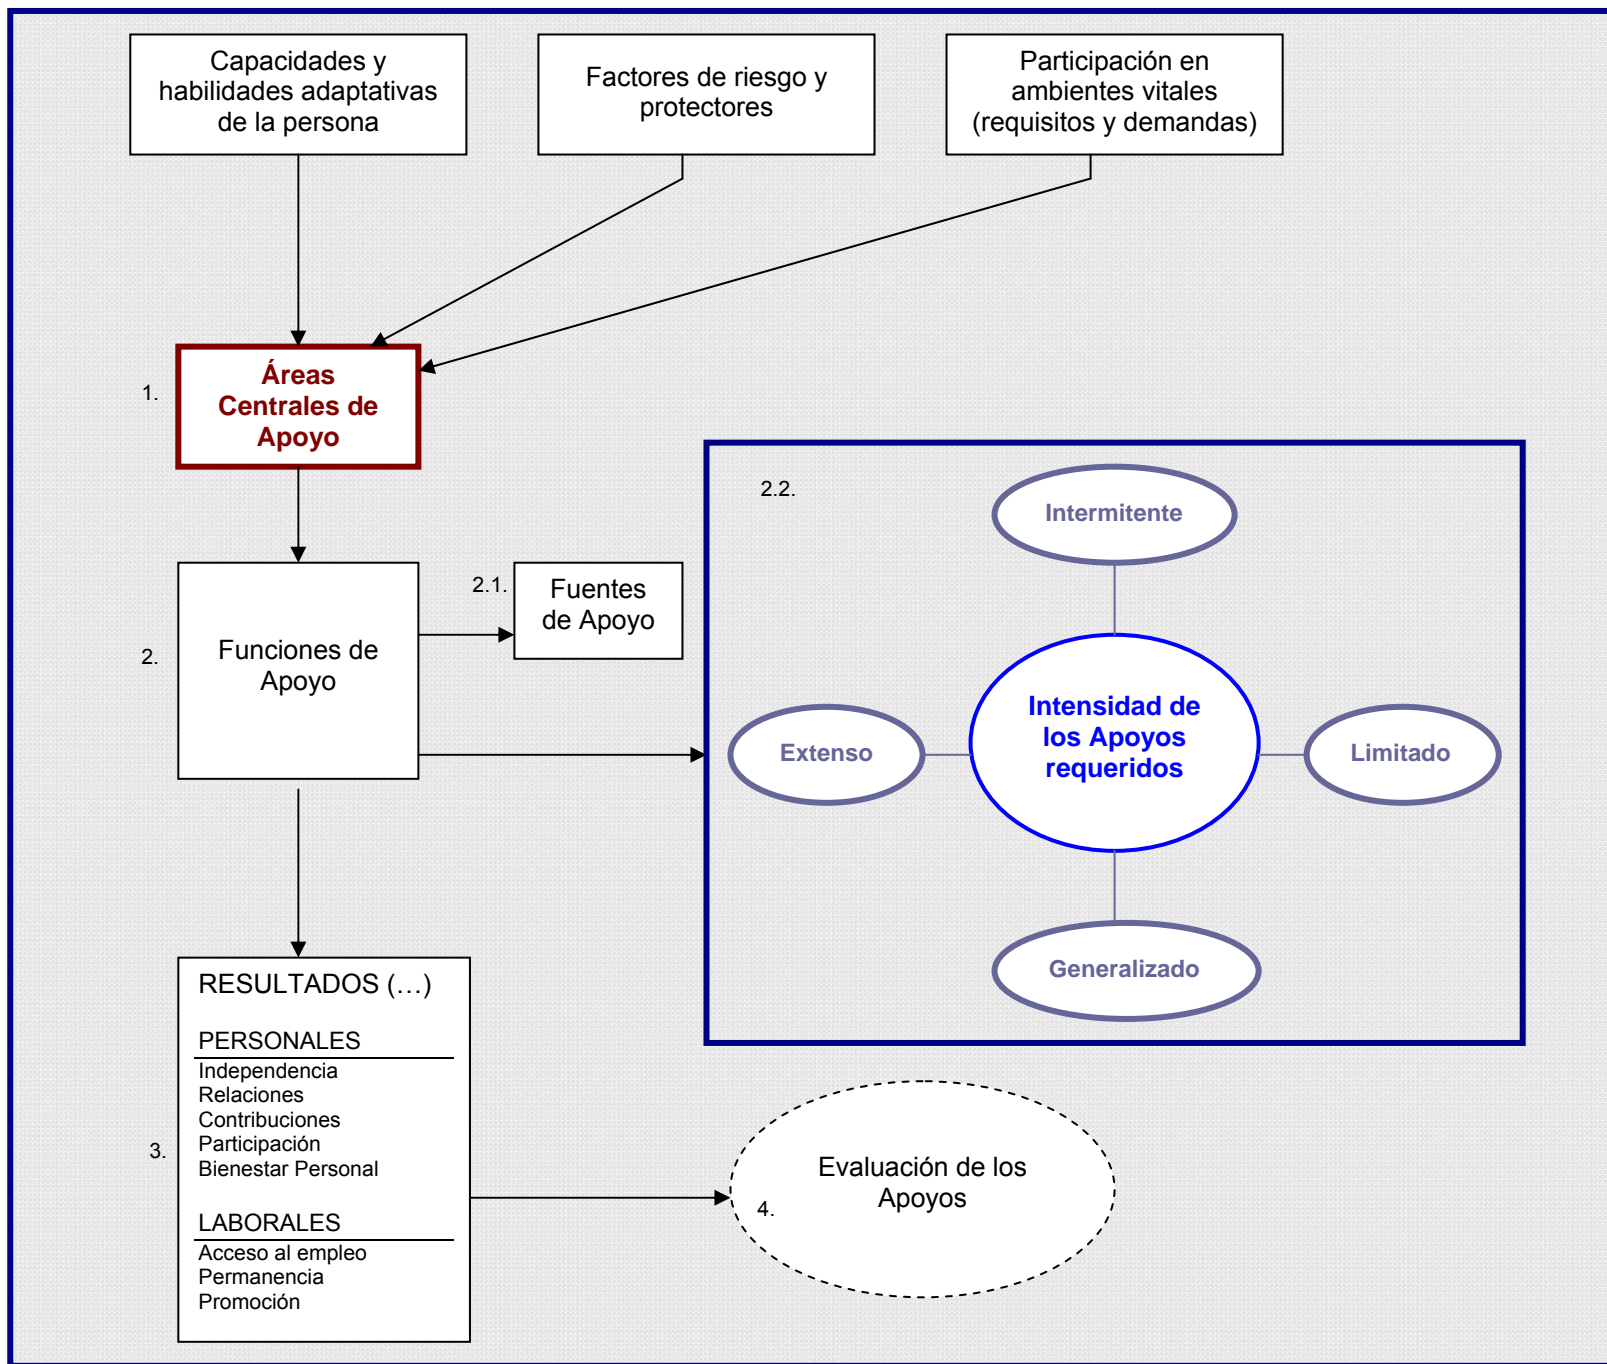 Capacidades y
habilidades adaptativas
de la persona
Factores de riesgo y
protectores
Participación en
ambientes vitales
(requisitos y demandas)
1.
Áreas
Centrales de
Apoyo
2.
Funciones de
Apoyo
2.1.
Fuentes
de Apoyo
2.2.
Intermitente
Extenso
Intensidad de
los Apoyos
requeridos
Limitado
Generalizado
3.
RESULTADOS (…)
PERSONALES
Independencia
Relaciones
Contribuciones
Participación
Bienestar Personal
LABORALES
Acceso al empleo
Permanencia
Promoción
4.
Evaluación de los
Apoyos